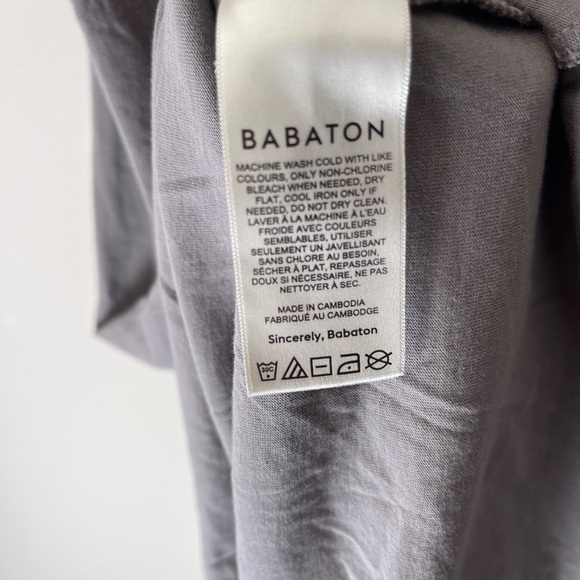 BABATON
MACHINE WASH COLD WITH LIKE
COLOURS, ONLY NON-CHLORINE
BLEACH WHEN NEEDED, DRY
FLAT, COOL IRON ONLY IF
NEEDED, DO NOT DRY CLEAN.
LAVER À LA MACHINE À L'EAU
FROIDE AVEC COULEURS
SEMBLABLES, UTILISER
SEULEMENT UN JAVELLISANT
SANS CHLORE AU BESOIN,
SÉCHER À PLAT, REPASSAGE
DOUX SI NÉCESSAIRE, NE PAS
NETTOYER À SEC.
MADE IN CAMBODIA
FABRIQUÉ AU CAMBODGE
Sincerely, Babaton
30C